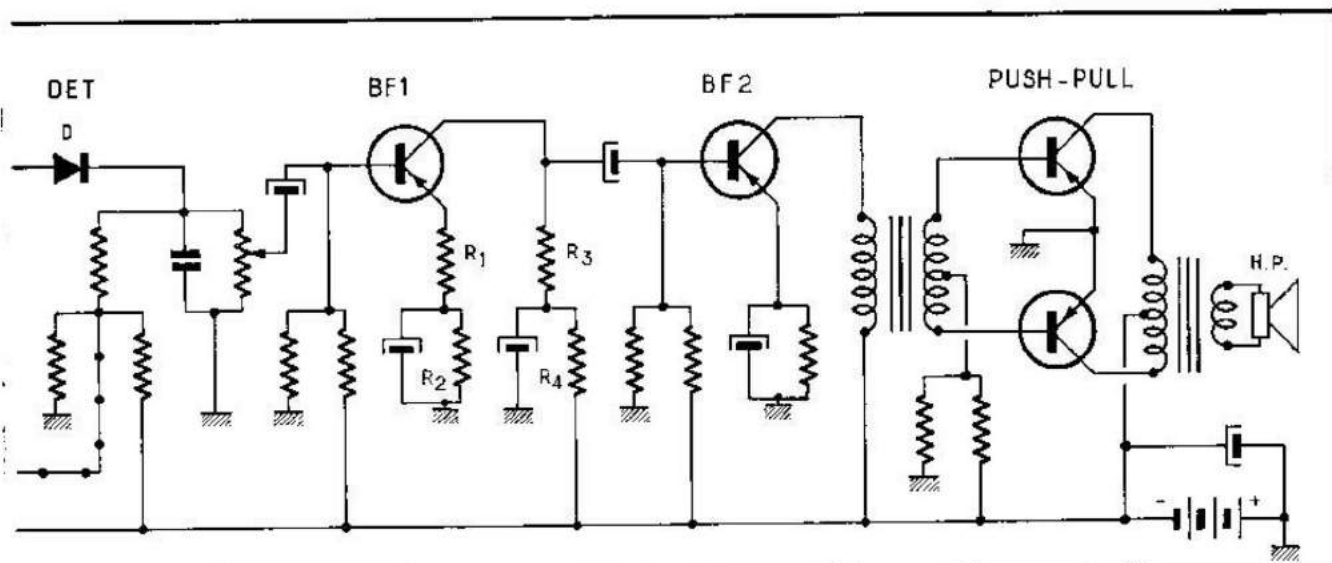 DET
BF1
BF2
PUSH-PULL
D
R1
R3
H.P.
R2
R4
- +